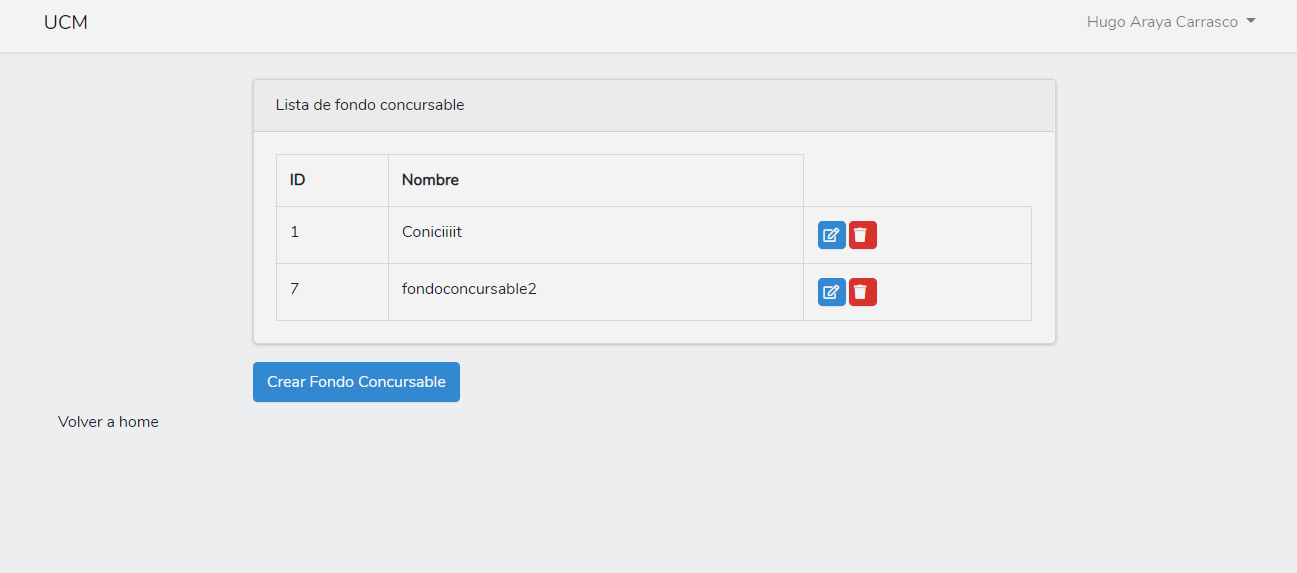 UCM
Hugo Araya Carrasco
Lista de fondo concursable
ID Nombre
1 Coniciiiit
7 fondoconcursable2
Crear Fondo Concursable
Volver a home